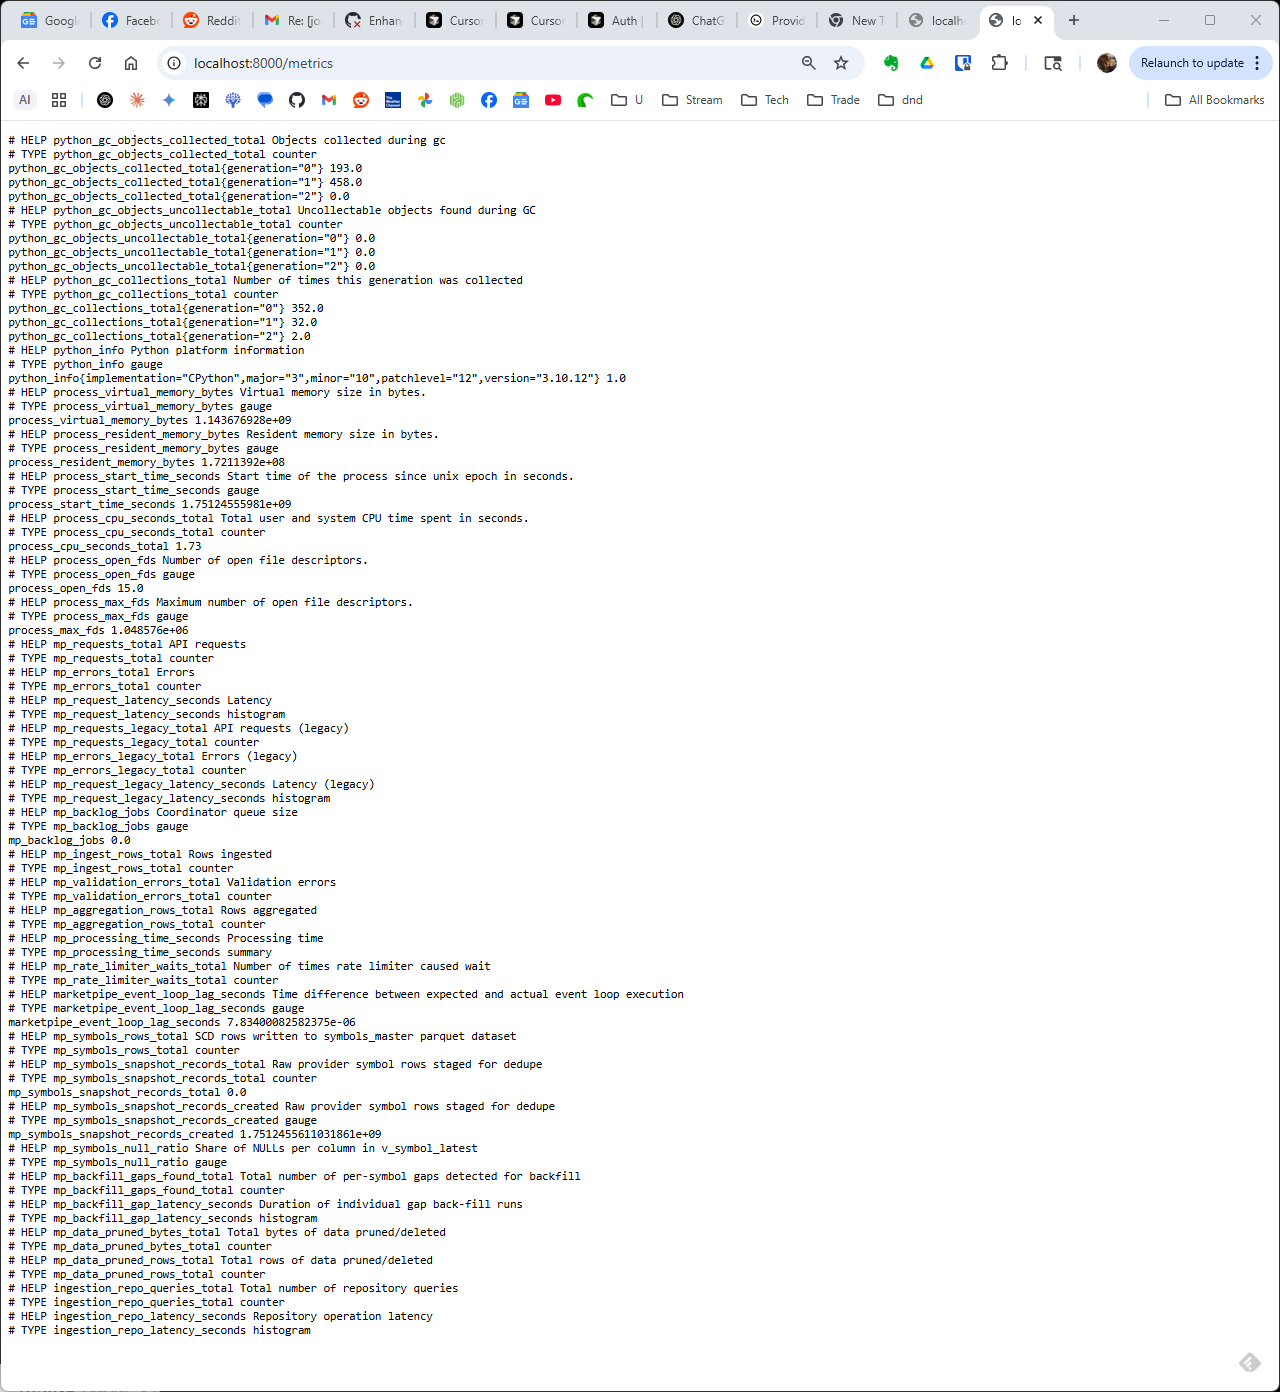 Google
Faceb
Reddit
Re: [jo
Enhan
Cursor
Cursor
Auth |
ChatG
Provid
New T
localh
lo
localhost:8000/metrics
Relaunch to update
AI
U
Stream
Tech
Trade
dnd
All Bookmarks
# HELP python_gc_objects_collected_total Objects collected during gc
# TYPE python_gc_objects_collected_total counter
python_gc_objects_collected_total{generation="0"} 193.0
python_gc_objects_collected_total{generation="1"} 458.0
python_gc_objects_collected_total{generation="2"} 0.0
# HELP python_gc_objects_uncollectable_total Uncollectable objects found during GC
# TYPE python_gc_objects_uncollectable_total counter
python_gc_objects_uncollectable_total{generation="0"} 0.0
python_gc_objects_uncollectable_total{generation="1"} 0.0
python_gc_objects_uncollectable_total{generation="2"} 0.0
# HELP python_gc_collections_total Number of times this generation was collected
# TYPE python_gc_collections_total counter
python_gc_collections_total{generation="0"} 352.0
python_gc_collections_total{generation="1"} 32.0
python_gc_collections_total{generation="2"} 2.0
# HELP python_info Python platform information
# TYPE python_info gauge
python_info{implementation="CPython",major="3",minor="10",patchlevel="12",version="3.10.12"} 1.0
# HELP process_virtual_memory_bytes Virtual memory size in bytes.
# TYPE process_virtual_memory_bytes gauge
process_virtual_memory_bytes 1.143676928e+09
# HELP process_resident_memory_bytes Resident memory size in bytes.
# TYPE process_resident_memory_bytes gauge
process_resident_memory_bytes 1.7211392e+08
# HELP process_start_time_seconds Start time of the process since unix epoch in seconds.
# TYPE process_start_time_seconds gauge
process_start_time_seconds 1.75124555981e+09
# HELP process_cpu_seconds_total Total user and system CPU time spent in seconds.
# TYPE process_cpu_seconds_total counter
process_cpu_seconds_total 1.73
# HELP process_open_fds Number of open file descriptors.
# TYPE process_open_fds gauge
process_open_fds 15.0
# HELP process_max_fds Maximum number of open file descriptors.
# TYPE process_max_fds gauge
process_max_fds 1.048576e+06
# HELP mp_requests_total API requests
# TYPE mp_requests_total counter
# HELP mp_errors_total Errors
# TYPE mp_errors_total counter
# HELP mp_request_latency_seconds Latency
# TYPE mp_request_latency_seconds histogram
# HELP mp_requests_legacy_total API requests (legacy)
# TYPE mp_requests_legacy_total counter
# HELP mp_errors_legacy_total Errors (legacy)
# TYPE mp_errors_legacy_total counter
# HELP mp_request_legacy_latency_seconds Latency (legacy)
# TYPE mp_request_legacy_latency_seconds histogram
# HELP mp_backlog_jobs Coordinator queue size
# TYPE mp_backlog_jobs gauge
mp_backlog_jobs 0.0
# HELP mp_ingest_rows_total Rows ingested
# TYPE mp_ingest_rows_total counter
# HELP mp_validation_errors_total Validation errors
# TYPE mp_validation_errors_total counter
# HELP mp_aggregation_rows_total Rows aggregated
# TYPE mp_aggregation_rows_total counter
# HELP mp_processing_time_seconds Processing time
# TYPE mp_processing_time_seconds summary
# HELP mp_rate_limiter_waits_total Number of times rate limiter caused wait
# TYPE mp_rate_limiter_waits_total counter
# HELP marketpipe_event_loop_lag_seconds Time difference between expected and actual event loop execution
# TYPE marketpipe_event_loop_lag_seconds gauge
marketpipe_event_loop_lag_seconds 7.83400082582375e-06
# HELP mp_symbols_rows_total SCD rows written to symbols_master parquet dataset
# TYPE mp_symbols_rows_total counter
# HELP mp_symbols_snapshot_records_total Raw provider symbol rows staged for dedupe
# TYPE mp_symbols_snapshot_records_total counter
mp_symbols_snapshot_records_total 0.0
# HELP mp_symbols_snapshot_records_created Raw provider symbol rows staged for dedupe
# TYPE mp_symbols_snapshot_records_created gauge
mp_symbols_snapshot_records_created 1.7512455611031861e+09
# HELP mp_symbols_null_ratio Share of NULLs per column in v_symbol_latest
# TYPE mp_symbols_null_ratio gauge
# HELP mp_backfill_gaps_found_total Total number of per-symbol gaps detected for backfill
# TYPE mp_backfill_gaps_found_total counter
# HELP mp_backfill_gap_latency_seconds Duration of individual gap back-fill runs
# TYPE mp_backfill_gap_latency_seconds histogram
# HELP mp_data_pruned_bytes_total Total bytes of data pruned/deleted
# TYPE mp_data_pruned_bytes_total counter
# HELP mp_data_pruned_rows_total Total rows of data pruned/deleted
# TYPE mp_data_pruned_rows_total counter
# HELP ingestion_repo_queries_total Total number of repository queries
# TYPE ingestion_repo_queries_total counter
# HELP ingestion_repo_latency_seconds Repository operation latency
# TYPE ingestion_repo_latency_seconds histogram